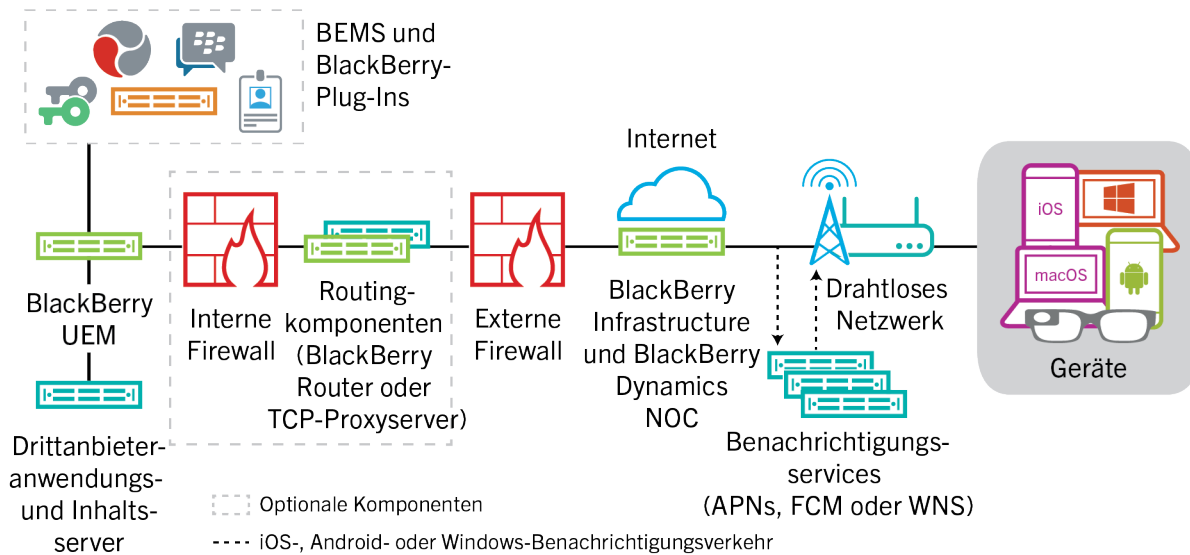 BEMS und
BlackBerry-
Plug-Ins
Internet
iOS
macOS
BlackBerry
UEM
Interne
Firewall
Routing-
komponenten
(BlackBerry
Router oder
TCP-Proxyserver)
Externe
Firewall
BlackBerry
Infrastructure
und BlackBerry
Dynamics
NOC
Drahtloses
Netzwerk
Geräte
Drittanbieter-
anwendungs-
und Inhalts-
server
Benachrichtigungs-
services
(APNs, FCM oder WNS)
Optionale Komponenten
iOS-, Android- oder Windows-Benachrichtigungsverkehr